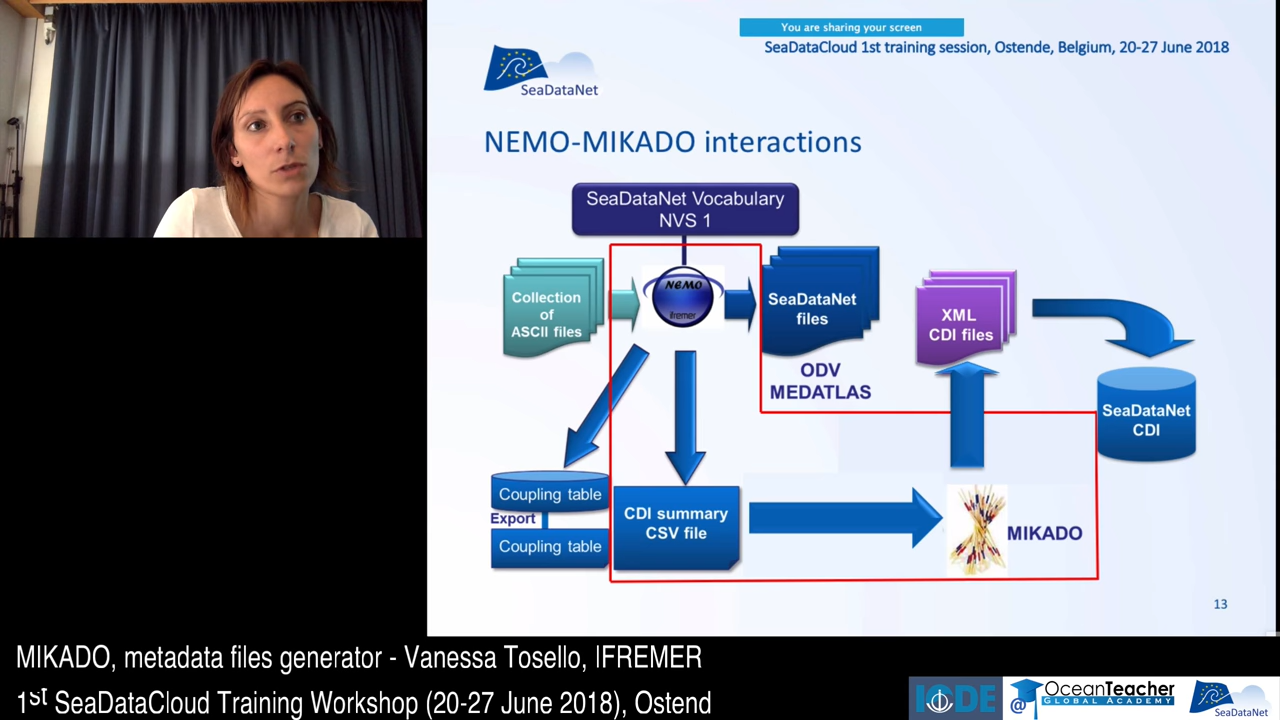 You are sharing your screen
SeaDataCloud 1st training session, Ostende, Belgium, 20-27 June 2018
SeaDataNet
NEMO-MIKADO interactions
SeaDataNet Vocabulary
NVS 1
Collection
of
ASCII files
NEMO
ifremer
SeaDataNet
files
ODV
MEDATLAS
XML
CDI files
SeaDataNet
CDI
Coupling table
Export
Coupling table
CDI summary
CSV file
MIKADO
13
MIKADO, metadata files generator - Vanessa Tosello, IFREMER
1st SeaDataCloud Training Workshop (20-27 June 2018), Ostend
IODE
@
OceanTeacher
GLOBAL ACADEMY
SeaDataNet